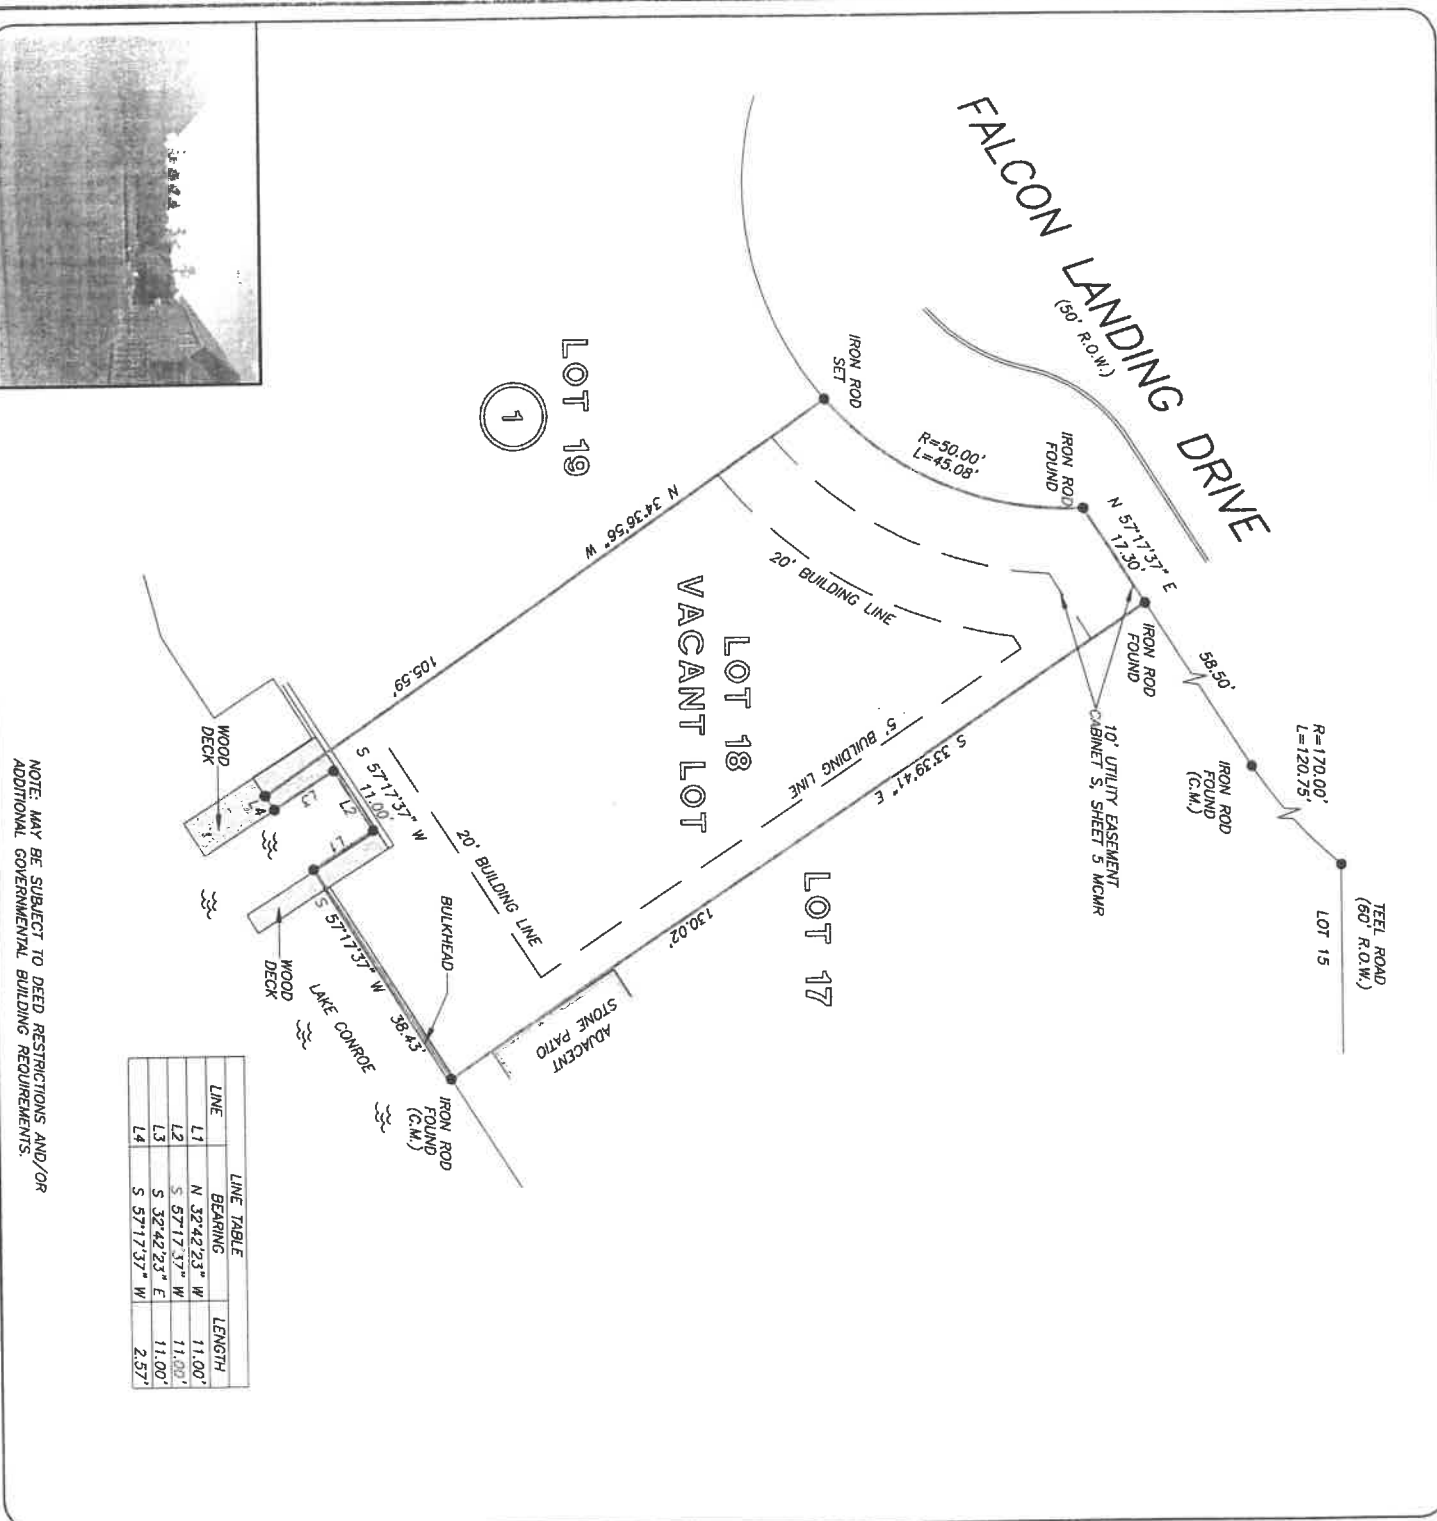 FALCON LANDING DRIVE
(50' R.O.W.)
TEEL ROAD
(60' R.O.W.)
LOT 15
R=170.00'
L=120.75'
IRON ROD
FOUND
(C.M.)
58.50'
IRON ROD
FOUND
N 57°17'37" E
17.30'
IRON ROD
FOUND
R=50.00'
L=45.08'
IRON ROD
SET
10' UTILITY EASEMENT
CABINET S, SHEET 5 MCMR
20' BUILDING LINE
5' BUILDING LINE
S 33°39'41" E
130.02'
LOT 17
LOT 18
VACANT LOT
LOT 19
1
N 34°36'56" W
105.59'
20' BUILDING LINE
ADJACENT
STONE PATIO
BULKHEAD
S 57°17'37" W
11.00'
L2
L3
L1
L4
S 57°17'37" W 38.43'
LAKE CONROE
WOOD
DECK
WOOD
DECK
IRON ROD
FOUND
(C.M.)
LINE TABLE
LINE BEARING LENGTH
L1 N 32°42'23" W 11.00'
L2 S 57°17'37" W 11.00'
L3 S 32°42'23" E 11.00'
L4 S 57°17'37" W 2.57'
NOTE: MAY BE SUBJECT TO DEED RESTRICTIONS AND/OR
ADDITIONAL GOVERNMENTAL BUILDING REQUIREMENTS.